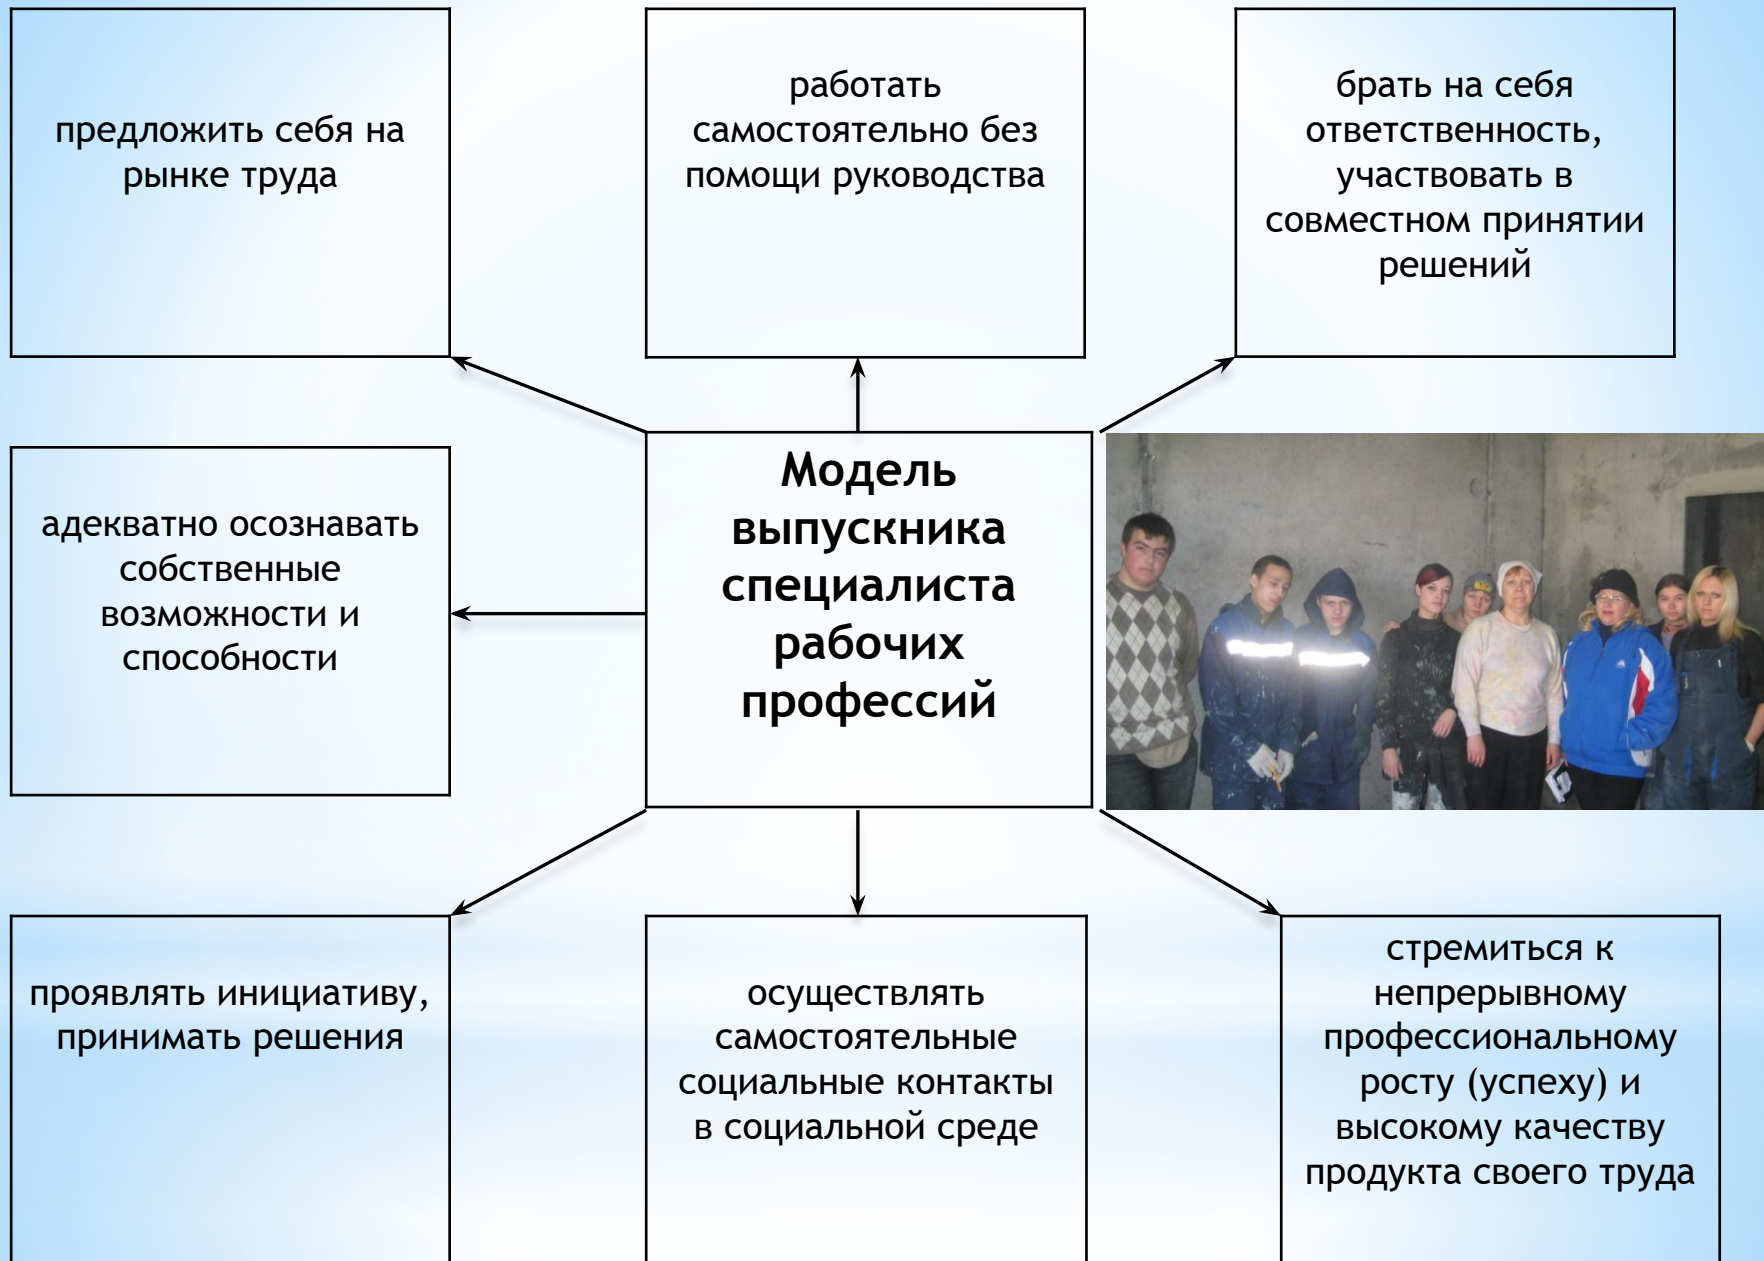 предложить себя на
рынке труда
работать
самостоятельно без
помощи руководства
брать на себя
ответственность,
участвовать в
совместном принятии
решений
адекватно осознавать
собственные
возможности и
способности
Модель
выпускника
специалиста
рабочих
профессий
проявлять инициативу,
принимать решения
осуществлять
самостоятельные
социальные контакты
в социальной среде
стремиться к
непрерывному
профессиональному
росту (успеху) и
высокому качеству
продукта своего труда